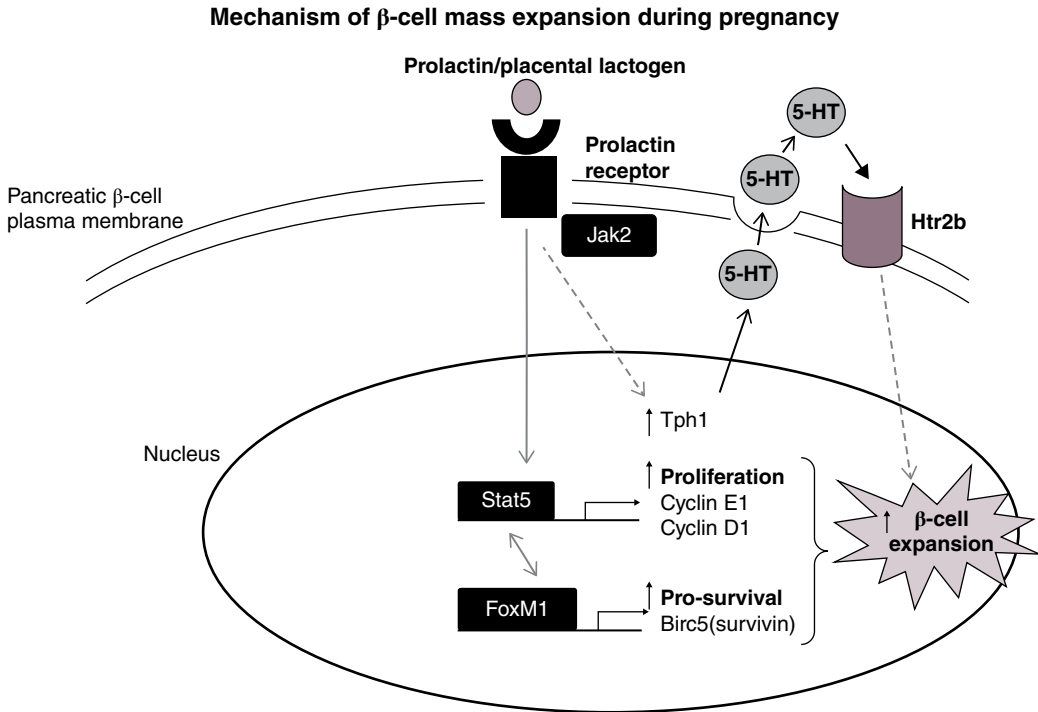 Mechanism of β-cell mass expansion during pregnancy
Prolactin/placental lactogen
Prolactin
receptor
Pancreatic β-cell
plasma membrane
Jak2
5-HT
5-HT
5-HT
Htr2b
Nucleus
Tph1
Stat5
Proliferation
Cyclin E1
Cyclin D1
FoxM1
Pro-survival
Birc5(survivin)
β-cell
expansion